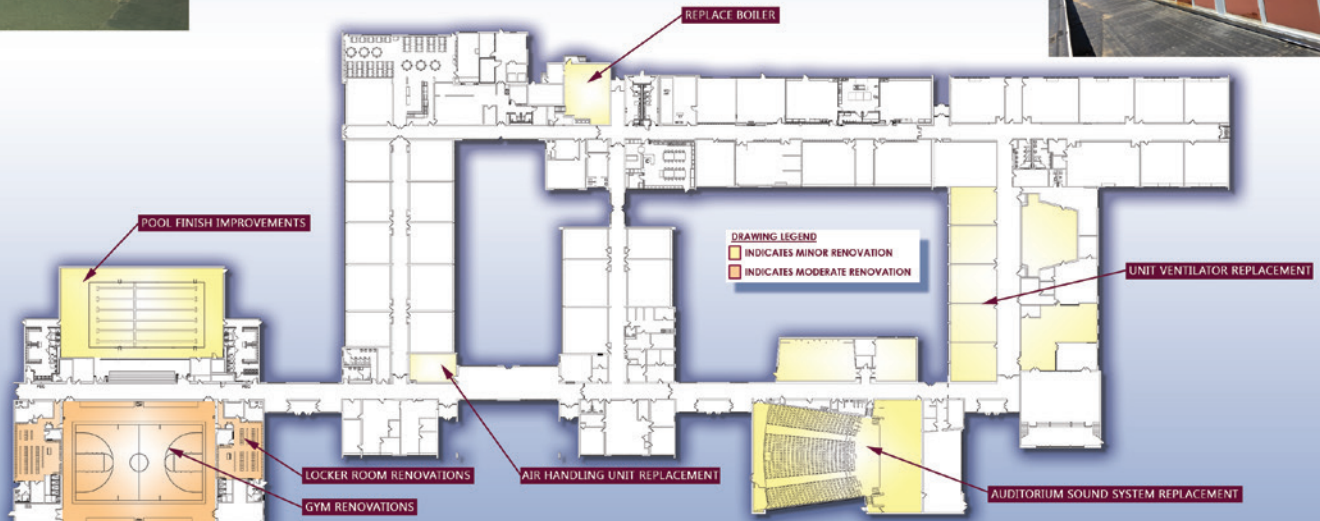 REPLACE BOILER
POOL FINISH IMPROVEMENTS
DRAWING LEGEND
INDICATES MINOR RENOVATION
INDICATES MODERATE RENOVATION
UNIT VENTILATOR REPLACEMENT
LOCKER ROOM RENOVATIONS
AIR HANDLING UNIT REPLACEMENT
GYM RENOVATIONS
AUDITORIUM SOUND SYSTEM REPLACEMENT